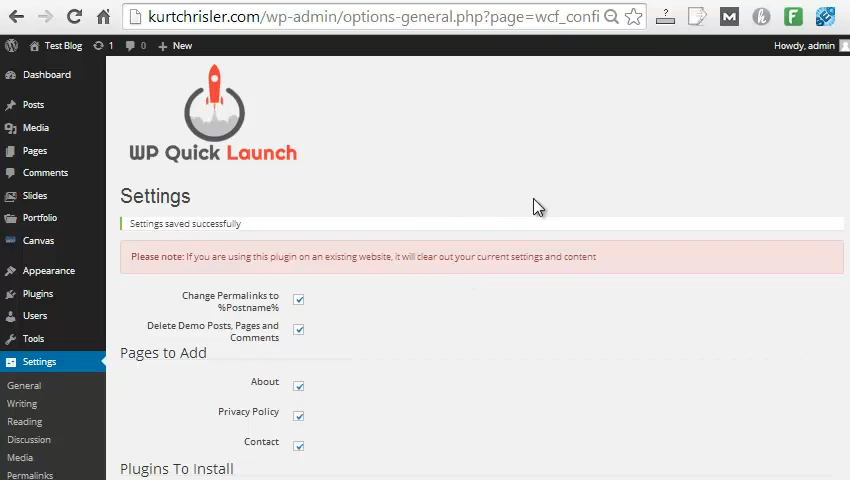 kurtchrisler.com/wp-admin/options-general.php?page=wcf_confi
Test Blog
1
0
+ New
Howdy, admin
Dashboard
Posts
Media
Pages
Comments
Slides
Portfolio
Canvas
Appearance
Plugins
Users
Tools
Settings
General
Writing
Reading
Discussion
Media
Permalinks
WP Quick Launch
Settings
Settings saved successfully
Please note: If you are using this plugin on an existing website, it will clear out your current settings and content
Change Permalinks to
%Postname%
Delete Demo Posts, Pages and
Comments
Pages to Add
About
Privacy Policy
Contact
Plugins To Install